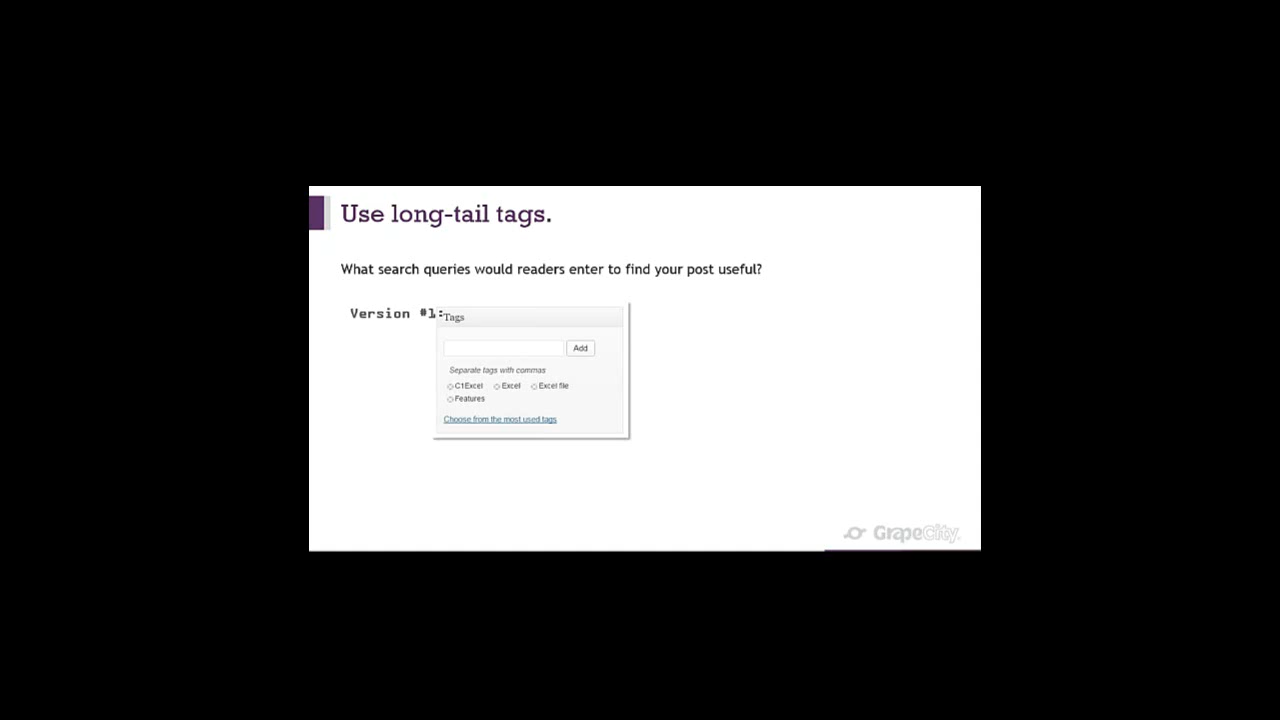 Use long-tail tags.
What search queries would readers enter to find your post useful?
Version #1:
Tags
Add
Separate tags with commas
C1Excel Excel Excel file
Features
Choose from the most used tags
GrapeCity